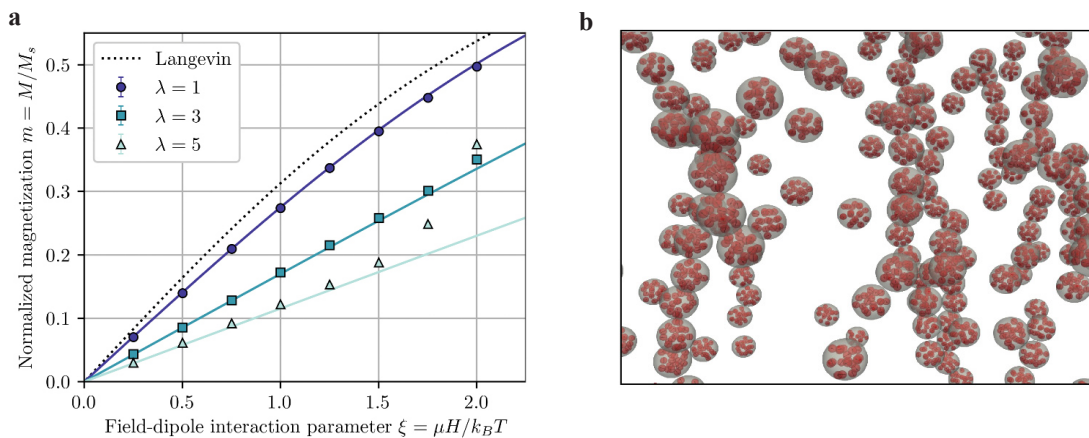 a
b
Normalized magnetization m = M/M_s
0.5
0.4
0.3
0.2
0.1
0.0
Langevin
λ = 1
λ = 3
λ = 5
0.0 0.5 1.0 1.5 2.0
Field-dipole interaction parameter ξ = μH/k_BT